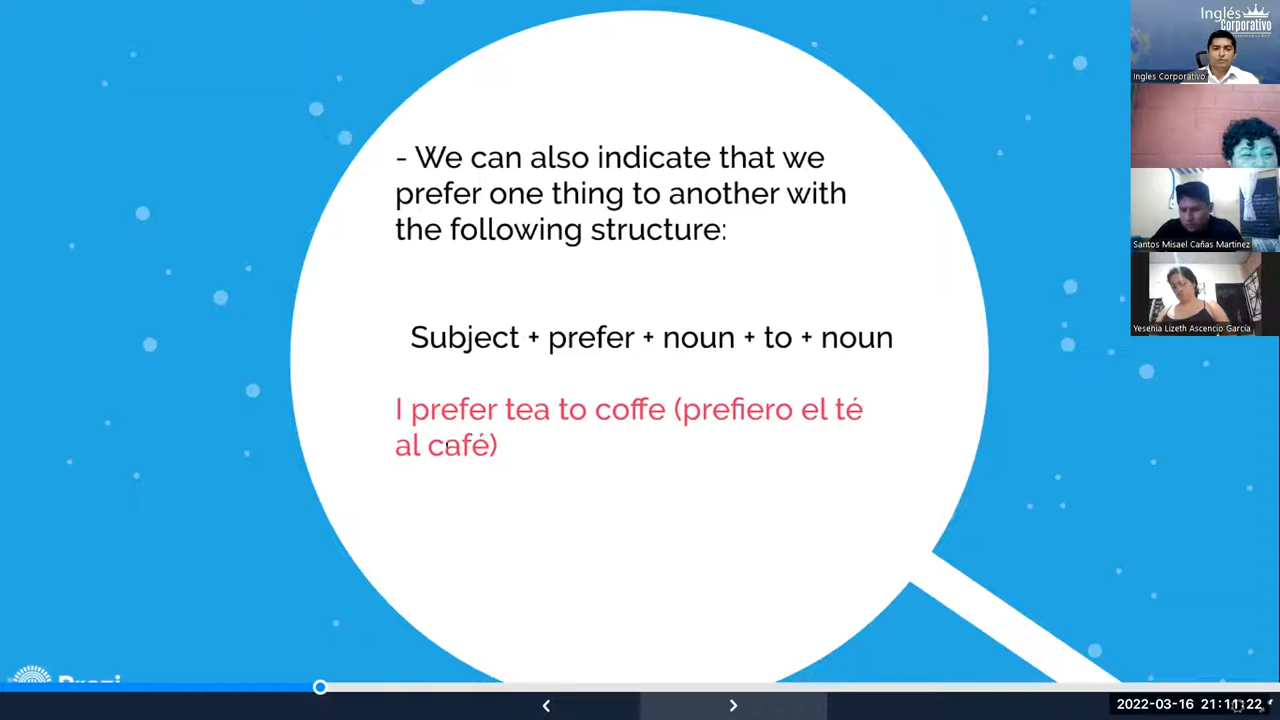 - We can also indicate that we
prefer one thing to another with
the following structure:
Subject + prefer + noun + to + noun
I prefer tea to coffe (prefiero el té
al café)
Inglés
Corporativo
Ingles Corporativo
Santos Misael Cañas Martinez
Yesenia Lizeth Ascencio García
Prezi
2022-03-16 21:11:22